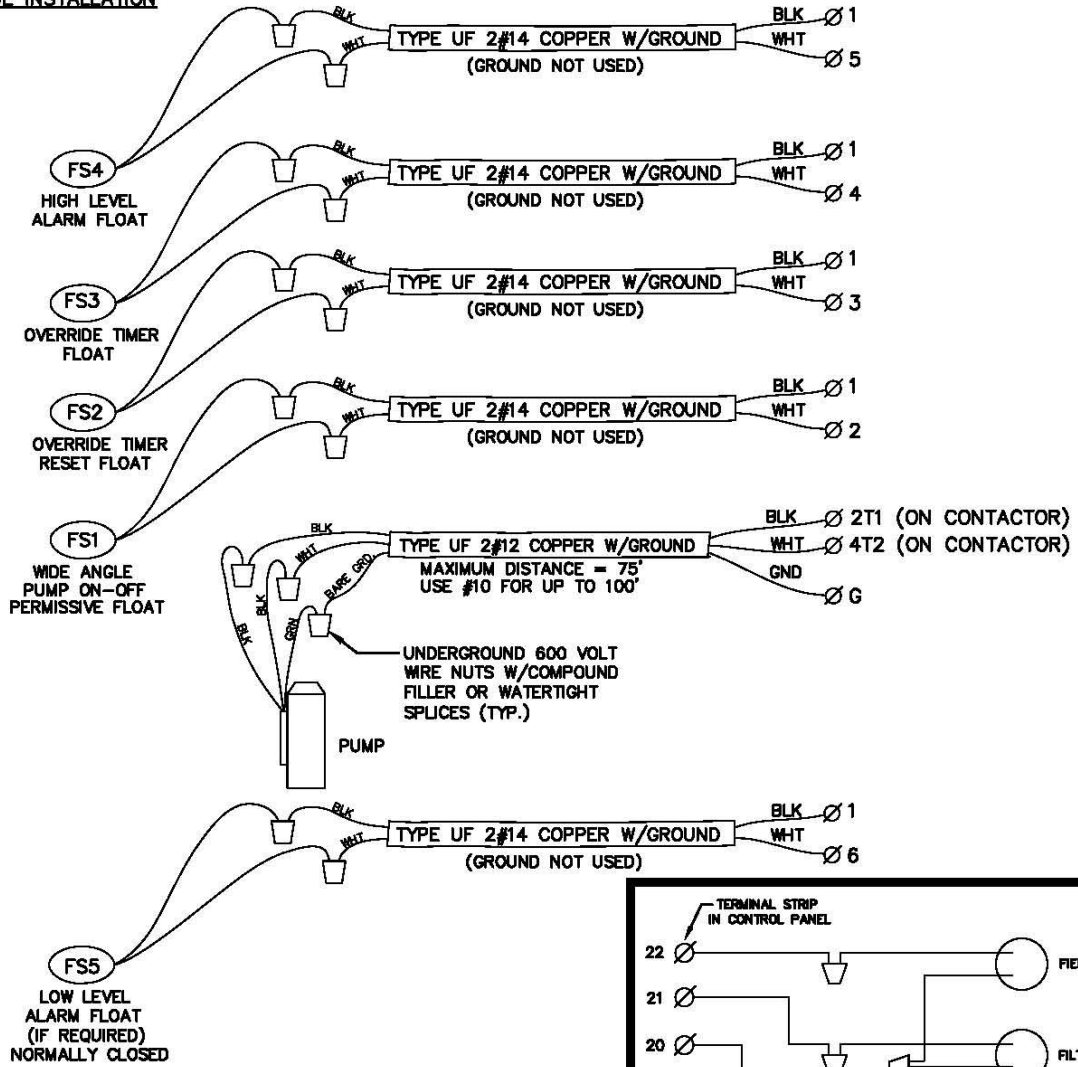 INSTALLATION
BLK
WHT
TYPE UF 2#14 COPPER W/GROUND
(GROUND NOT USED)
BLK 1
WHT
5
FS4
HIGH LEVEL
ALARM FLOAT
BLK
WHT
TYPE UF 2#14 COPPER W/GROUND
(GROUND NOT USED)
BLK 1
WHT
4
FS3
OVERRIDE TIMER
FLOAT
BLK
WHT
TYPE UF 2#14 COPPER W/GROUND
(GROUND NOT USED)
BLK 1
WHT
3
FS2
OVERRIDE TIMER
RESET FLOAT
BLK
WHT
TYPE UF 2#14 COPPER W/GROUND
(GROUND NOT USED)
BLK 1
WHT
2
FS1
WIDE ANGLE
PUMP ON-OFF
PERMISSIVE FLOAT
BLK
WHT
BARE GRD.
BLK
BLK
GRN
TYPE UF 2#12 COPPER W/GROUND
MAXIMUM DISTANCE = 75'
USE #10 FOR UP TO 100'
BLK 2T1 (ON CONTACTOR)
WHT 4T2 (ON CONTACTOR)
GND
G
UNDERGROUND 600 VOLT
WIRE NUTS W/COMPOUND
FILLER OR WATERTIGHT
SPLICES (TYP.)
PUMP
BLK
WHT
TYPE UF 2#14 COPPER W/GROUND
(GROUND NOT USED)
BLK 1
WHT
6
FS5
LOW LEVEL
ALARM FLOAT
(IF REQUIRED)
NORMALLY CLOSED
TERMINAL STRIP
IN CONTROL PANEL
22
21
20